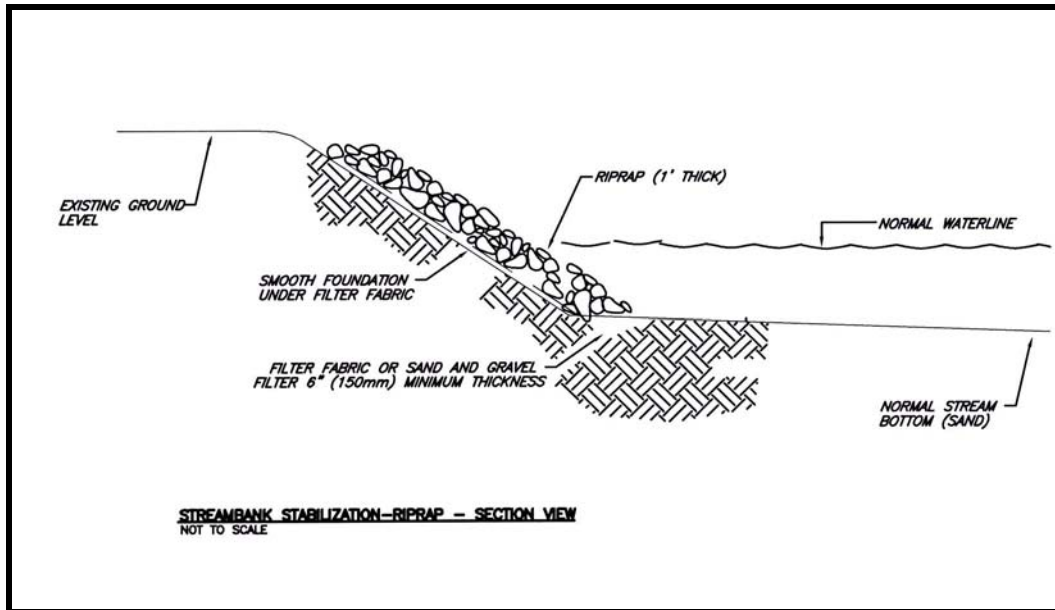 EXISTING GROUND
LEVEL
RIPRAP (1' THICK)
NORMAL WATERLINE
SMOOTH FOUNDATION
UNDER FILTER FABRIC
FILTER FABRIC OR SAND AND GRAVEL
FILTER 6" (150mm) MINIMUM THICKNESS
NORMAL STREAM
BOTTOM (SAND)
STREAMBANK STABILIZATION-RIPRAP - SECTION VIEW
NOT TO SCALE